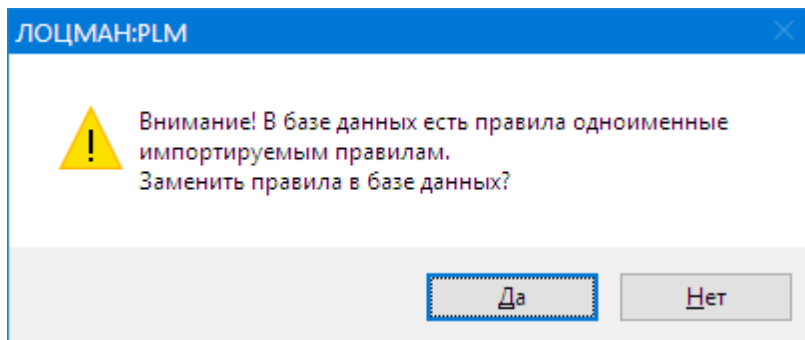 ЛОЦМАН:PLM
Внимание! В базе данных есть правила одноименные
импортируемым правилам.
Заменить правила в базе данных?
Да
Нет